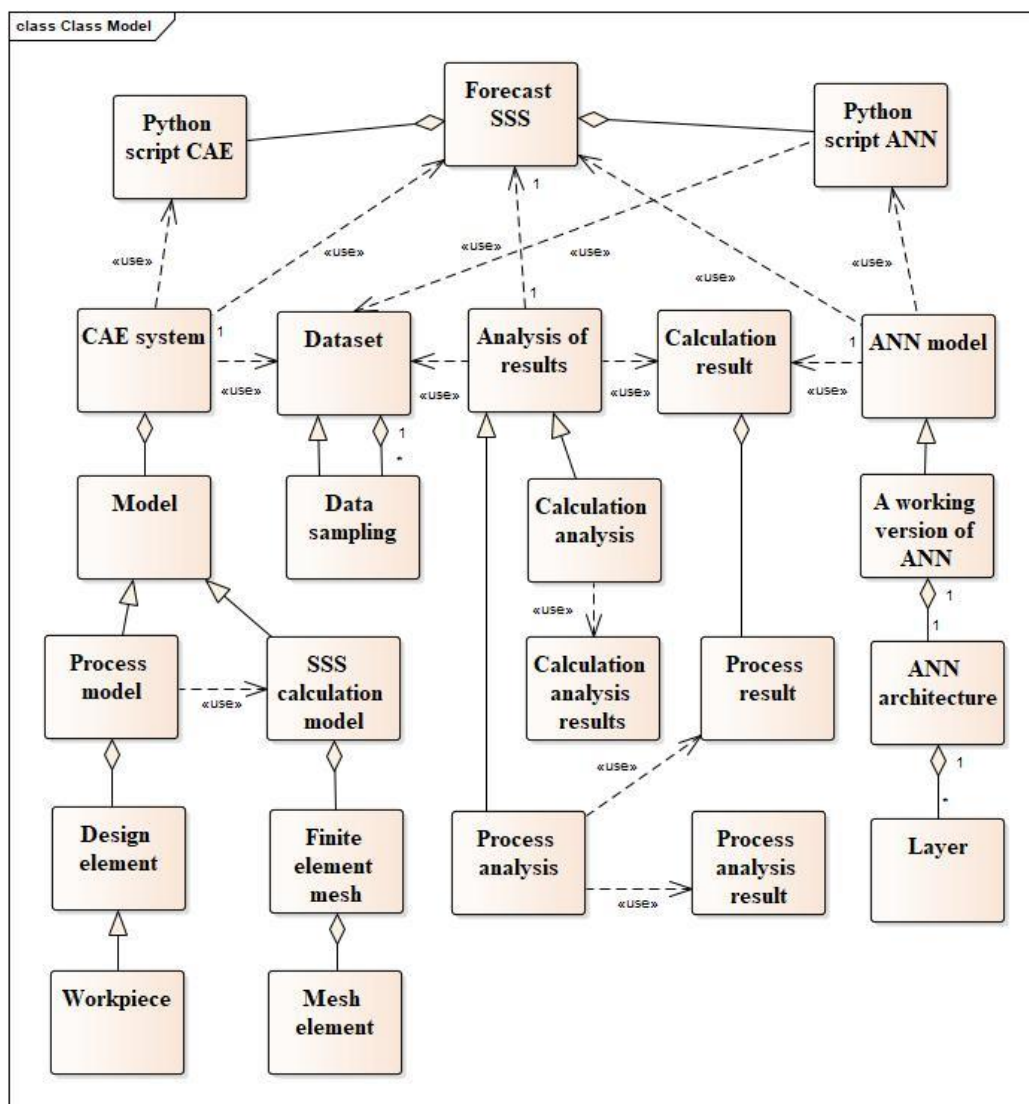 class Class Model
Forecast
SSS
Python
script CAE
Python
script ANN
1
«use»
«use»
«use»
«use»
«use»
1
1
1
CAE system
Dataset
Analysis of
results
Calculation
result
ANN model
«use»
«use»
«use»
«use»
1
*
Model
Data
sampling
Calculation
analysis
A working
version of
ANN
«use»
1
1
Process
model
SSS
calculation
model
Calculation
analysis
results
Process
result
ANN
architecture
«use»
«use»
1
*
Design
element
Finite
element
mesh
Process
analysis
Process
analysis
result
Layer
«use»
Workpiece
Mesh
element